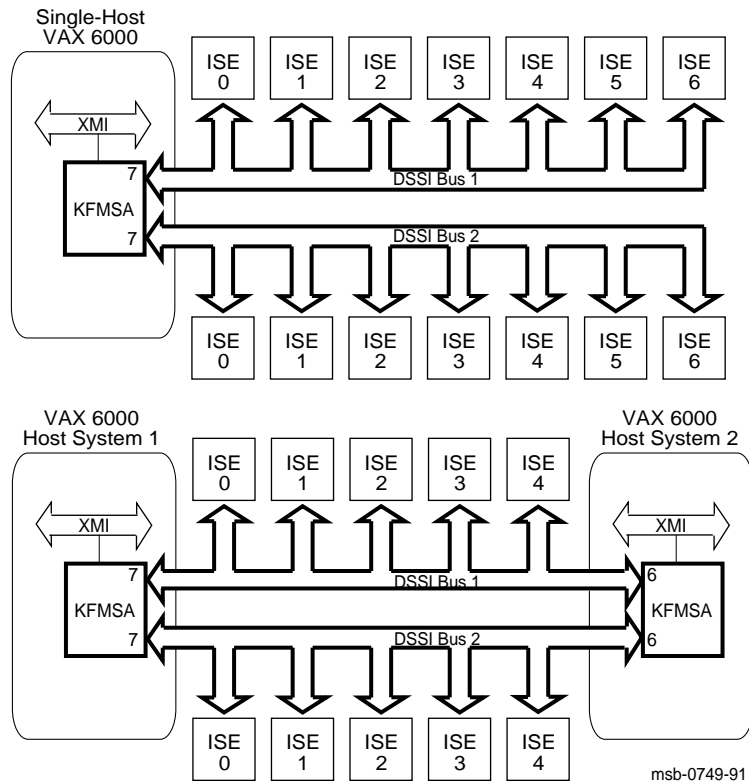 Single-Host
VAX 6000
ISE
0
ISE
1
ISE
2
ISE
3
ISE
4
ISE
5
ISE
6
XMI
7
KFMSA
7
DSSI Bus 1
DSSI Bus 2
ISE
0
ISE
1
ISE
2
ISE
3
ISE
4
ISE
5
ISE
6
VAX 6000
Host System 1
VAX 6000
Host System 2
ISE
0
ISE
1
ISE
2
ISE
3
ISE
4
XMI
XMI
7
KFMSA
7
DSSI Bus 1
DSSI Bus 2
6
KFMSA
6
ISE
0
ISE
1
ISE
2
ISE
3
ISE
4
msb-0749-91